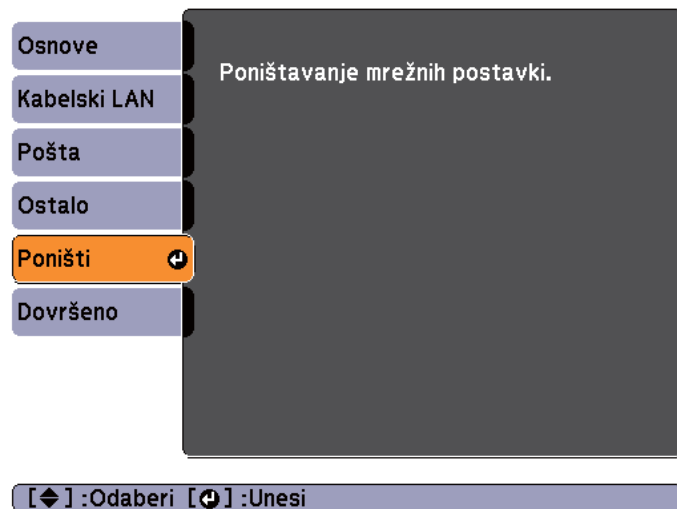 Osnove
Kabelski LAN
Pošta
Ostalo
Poništi
Dovršeno
Poništavanje mrežnih postavki.
[◆] :Odaberi [⏎] :Unesi